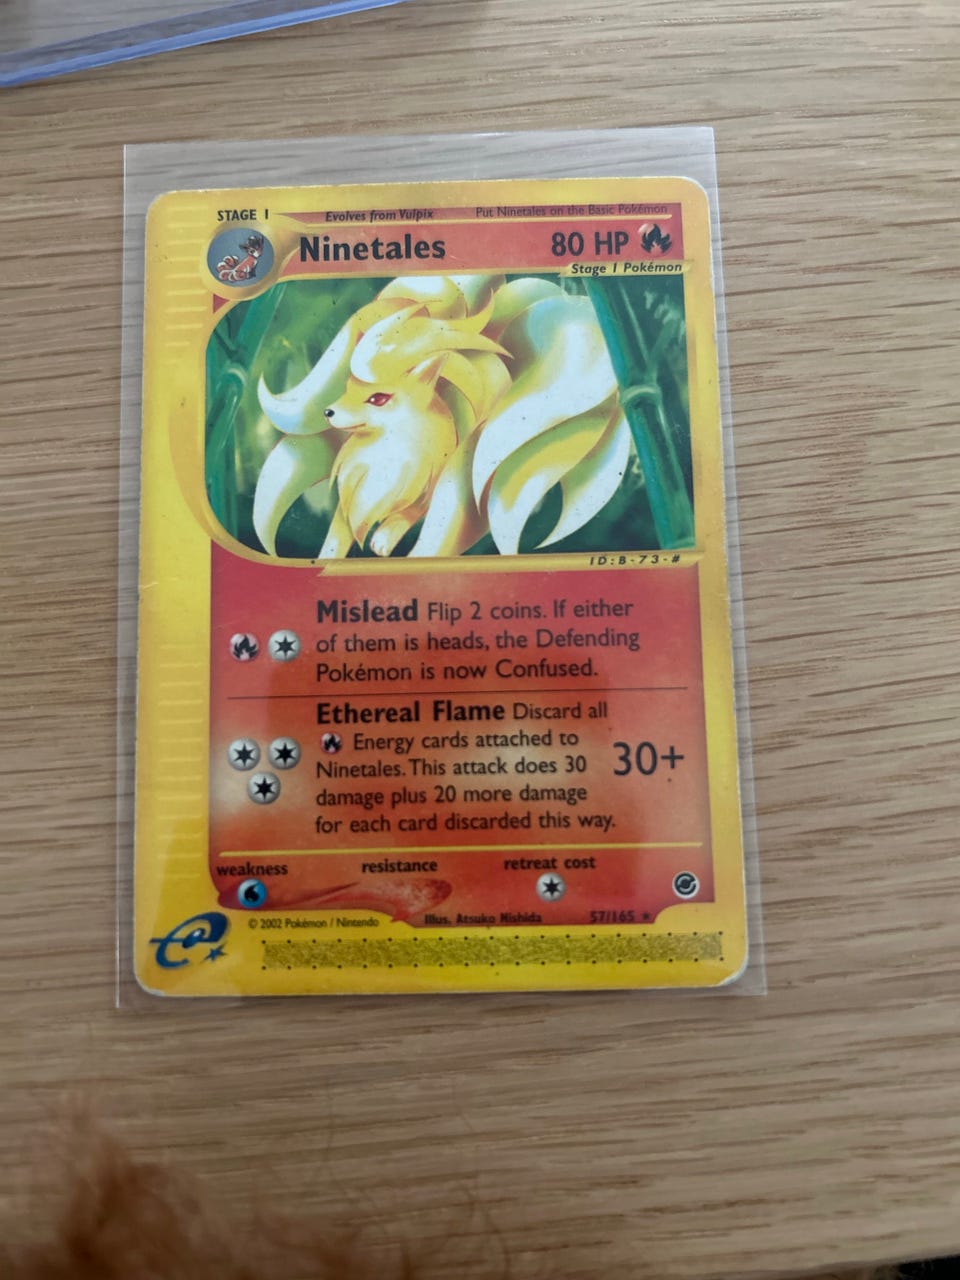 STAGE 1 Evolves from Vulpix Put Ninetales on the Basic Pokémon
Ninetales 80 HP
Stage 1 Pokémon
ID:B-73-#
Mislead Flip 2 coins. If either
of them is heads, the Defending
Pokémon is now Confused.
Ethereal Flame Discard all
Energy cards attached to
Ninetales. This attack does 30
damage plus 20 more damage
for each card discarded this way.
30+
weakness resistance retreat cost
© 2002 Pokémon / Nintendo Illus. Atsuko Nishida 57/165 ★
e